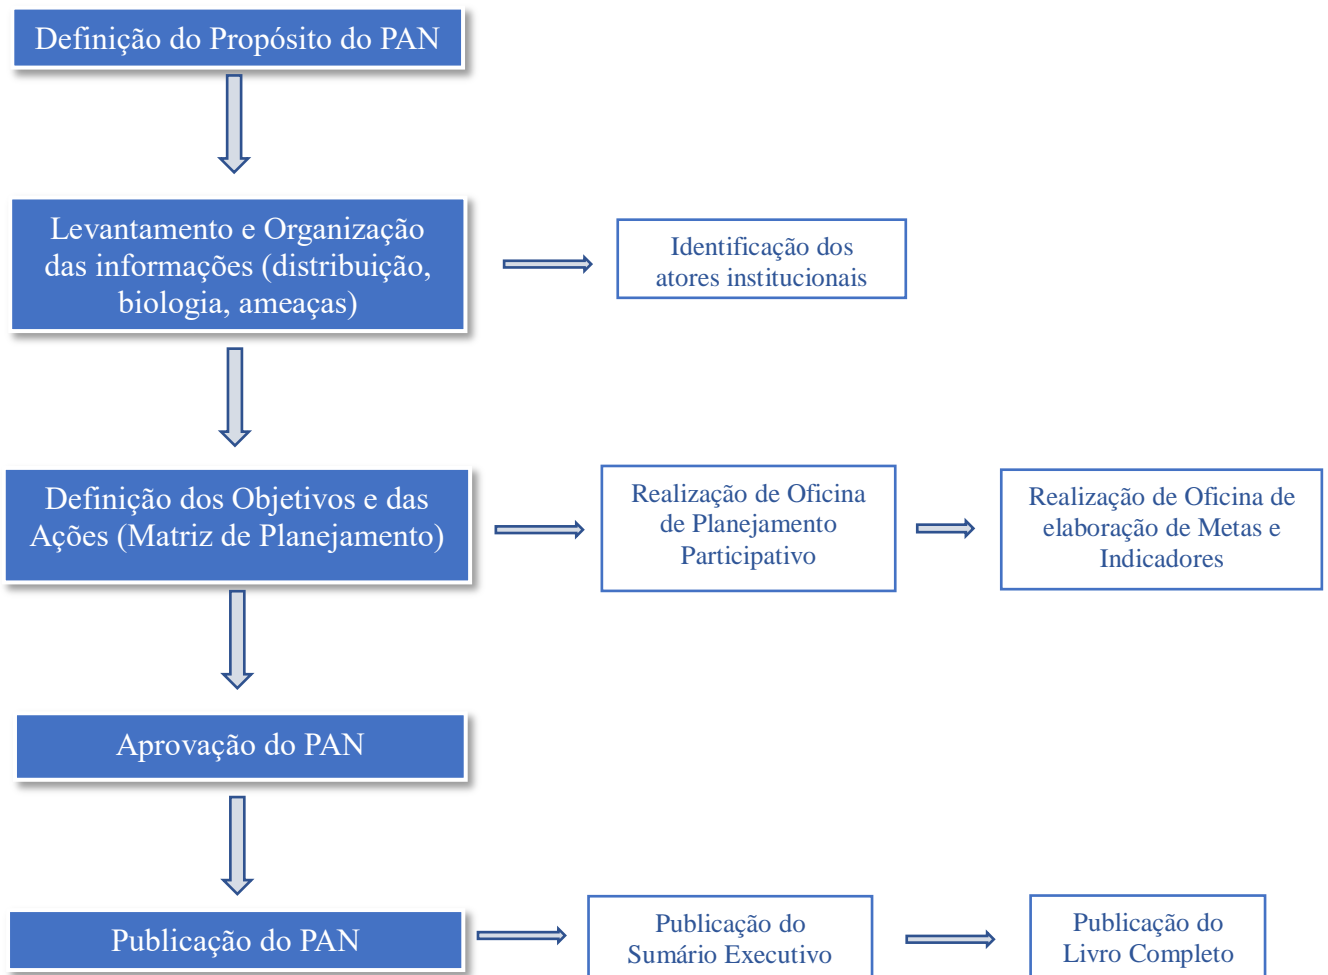 Definição do Propósito do PAN
Levantamento e Organização
das informações (distribuição,
biologia, ameaças)
Identificação dos
atores institucionais
Definição dos Objetivos e das
Ações (Matriz de Planejamento)
Realização de Oficina
de Planejamento
Participativo
Realização de Oficina de
elaboração de Metas e
Indicadores
Aprovação do PAN
Publicação do PAN
Publicação do
Sumário Executivo
Publicação do
Livro Completo